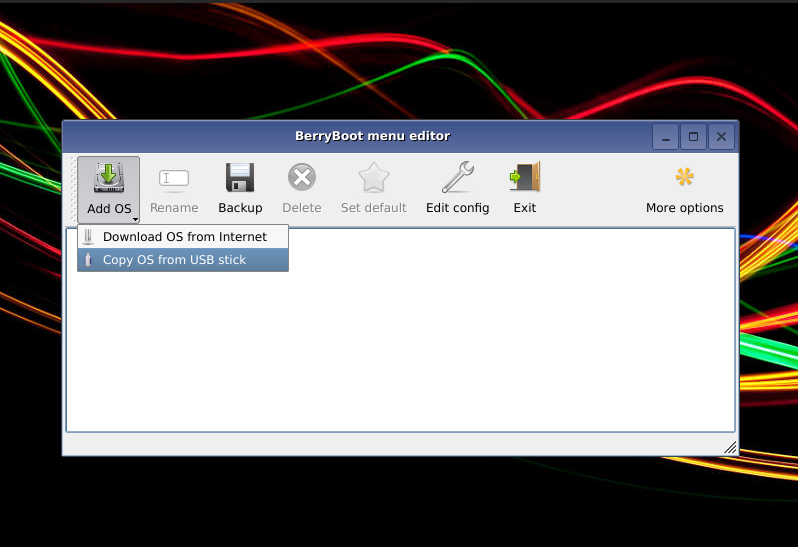 BerryBoot menu editor
Add OS
Rename
Backup
Delete
Set default
Edit config
Exit
More options
Download OS from Internet
Copy OS from USB stick